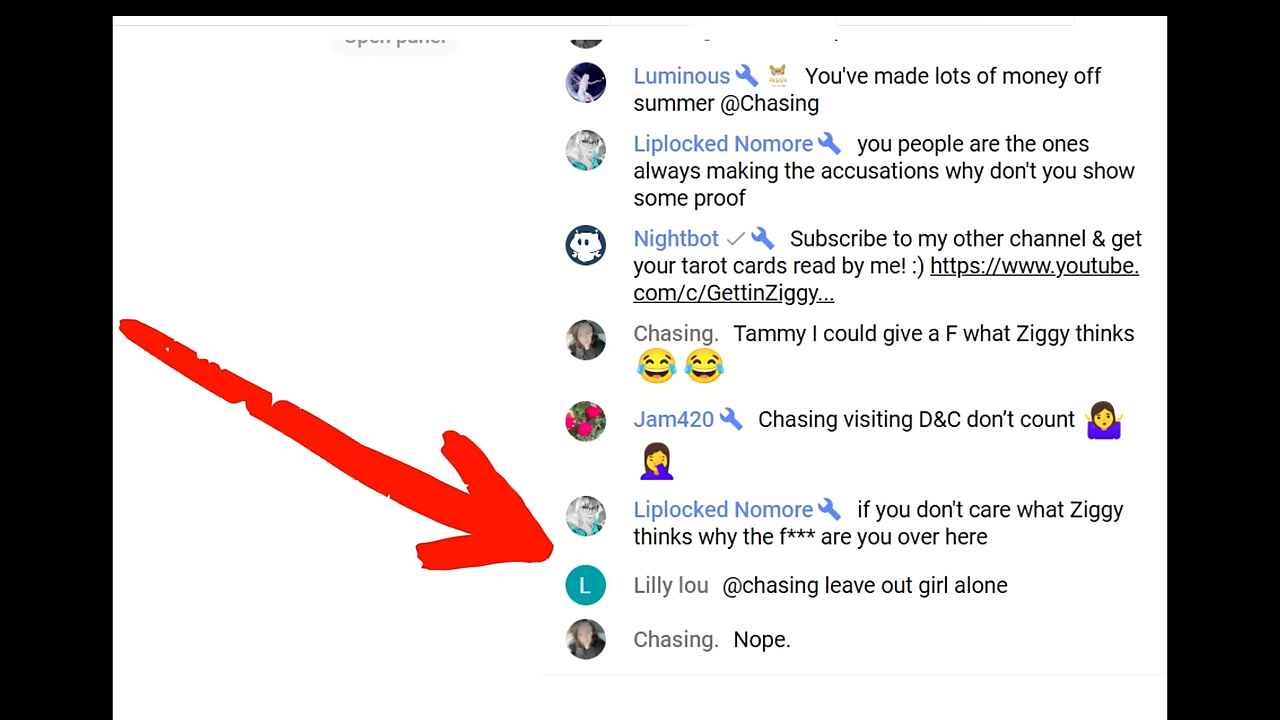 Open panel
Luminous You've made lots of money off
summer @Chasing
Liplocked Nomore you people are the ones
always making the accusations why don't you show
some proof
Nightbot Subscribe to my other channel & get
your tarot cards read by me! :) https://www.youtube.
com/c/GettinZiggy...
Chasing. Tammy I could give a F what Ziggy thinks
😂😂
Jam420 Chasing visiting D&C don’t count 🤷‍♀️
🤦‍♀️
Liplocked Nomore if you don't care what Ziggy
thinks why the f*** are you over here
L Lilly lou @chasing leave out girl alone
Chasing. Nope.